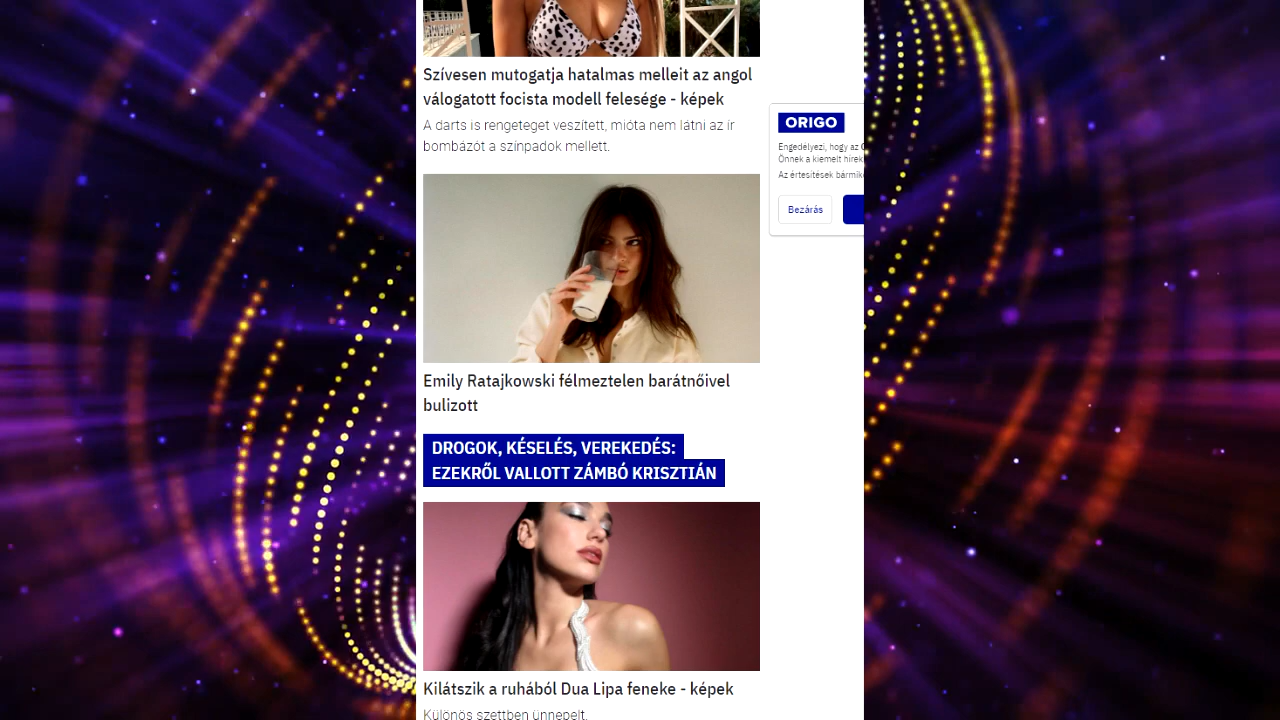 Szívesen mutogatja hatalmas melleit az angol
válogatott focista modell felesége - képek
A darts is rengeteget veszített, mióta nem látni az ír
bombázót a színpadok mellett.
Emily Ratajkowski félmeztelen barátnőivel
bulizott
DROGOK, KÉSELÉS, VEREKEDÉS:
EZEKRŐL VALLOTT ZÁMBÓ KRISZTIÁN
Kilátszik a ruhából Dua Lipa feneke - képek
Különös szettben ünnepelt.
ORIGO
Engedélyezi, hogy az
Önnek a kiemelt hírek
Az értesítések
Bezárás